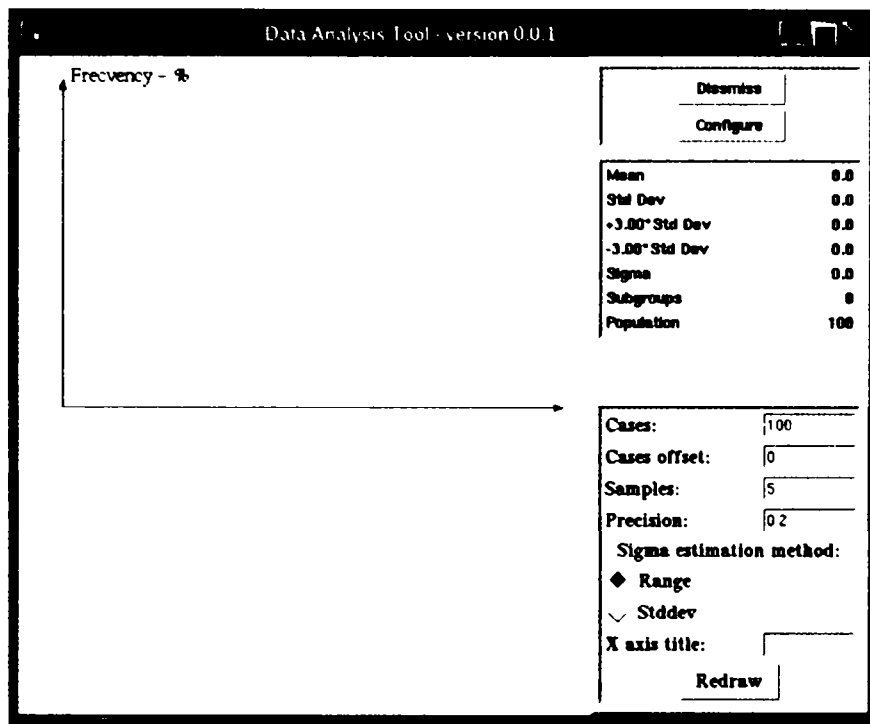 Data Analysis Tool - version 0.0.1
Frecvency - %
Dissmiss
Configure
Mean 0.0
Std Dev 0.0
+3.00*Std Dev 0.0
-3.00*Std Dev 0.0
Sigma 0.0
Subgroups 0
Population 100
Cases: 100
Cases offset: 0
Samples: 5
Precision: 0.2
Sigma estimation method:
Range
Stddev
X axis title:
Redraw